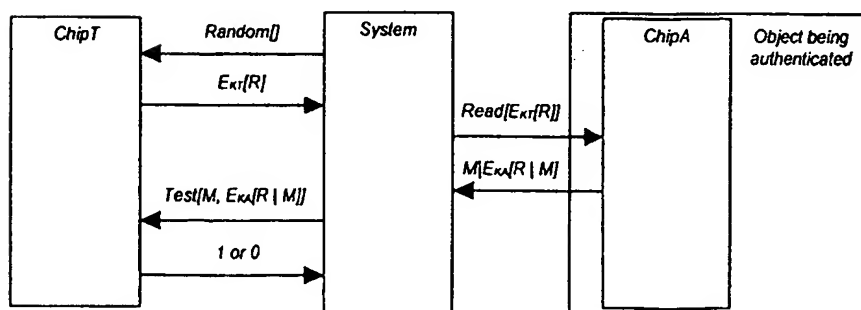 ChipT
System
ChipA
Object being
authenticated
Random[]
E_KT[R]
Read[E_KT[R]]
M|E_KA[R | M]
Test[M, E_KA[R | M]]
1 or 0